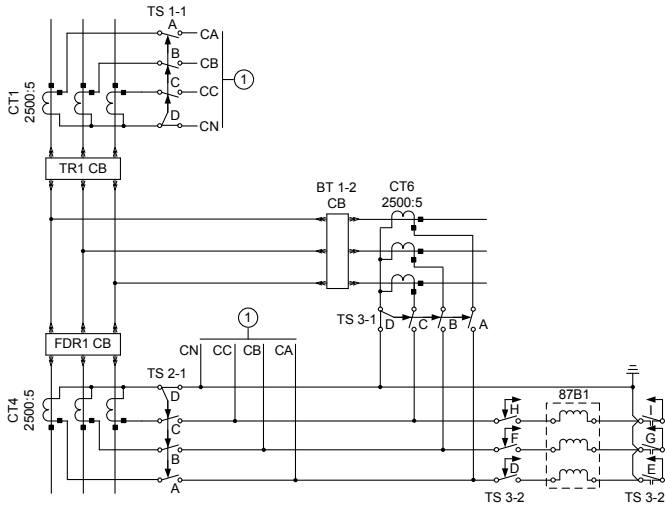 TS 1-1
A
CA
B
CB
C
CC
D
CN
1
CT1
2500:5
TR1 CB
BT 1-2
CB
CT6
2500:5
TS 3-1
D
C
B
A
1
FDR1 CB
CN
CC
CB
CA
TS 2-1
D
C
B
A
CT4
2500:5
87B1
H
F
D
TS 3-2
I
G
E
TS 3-2